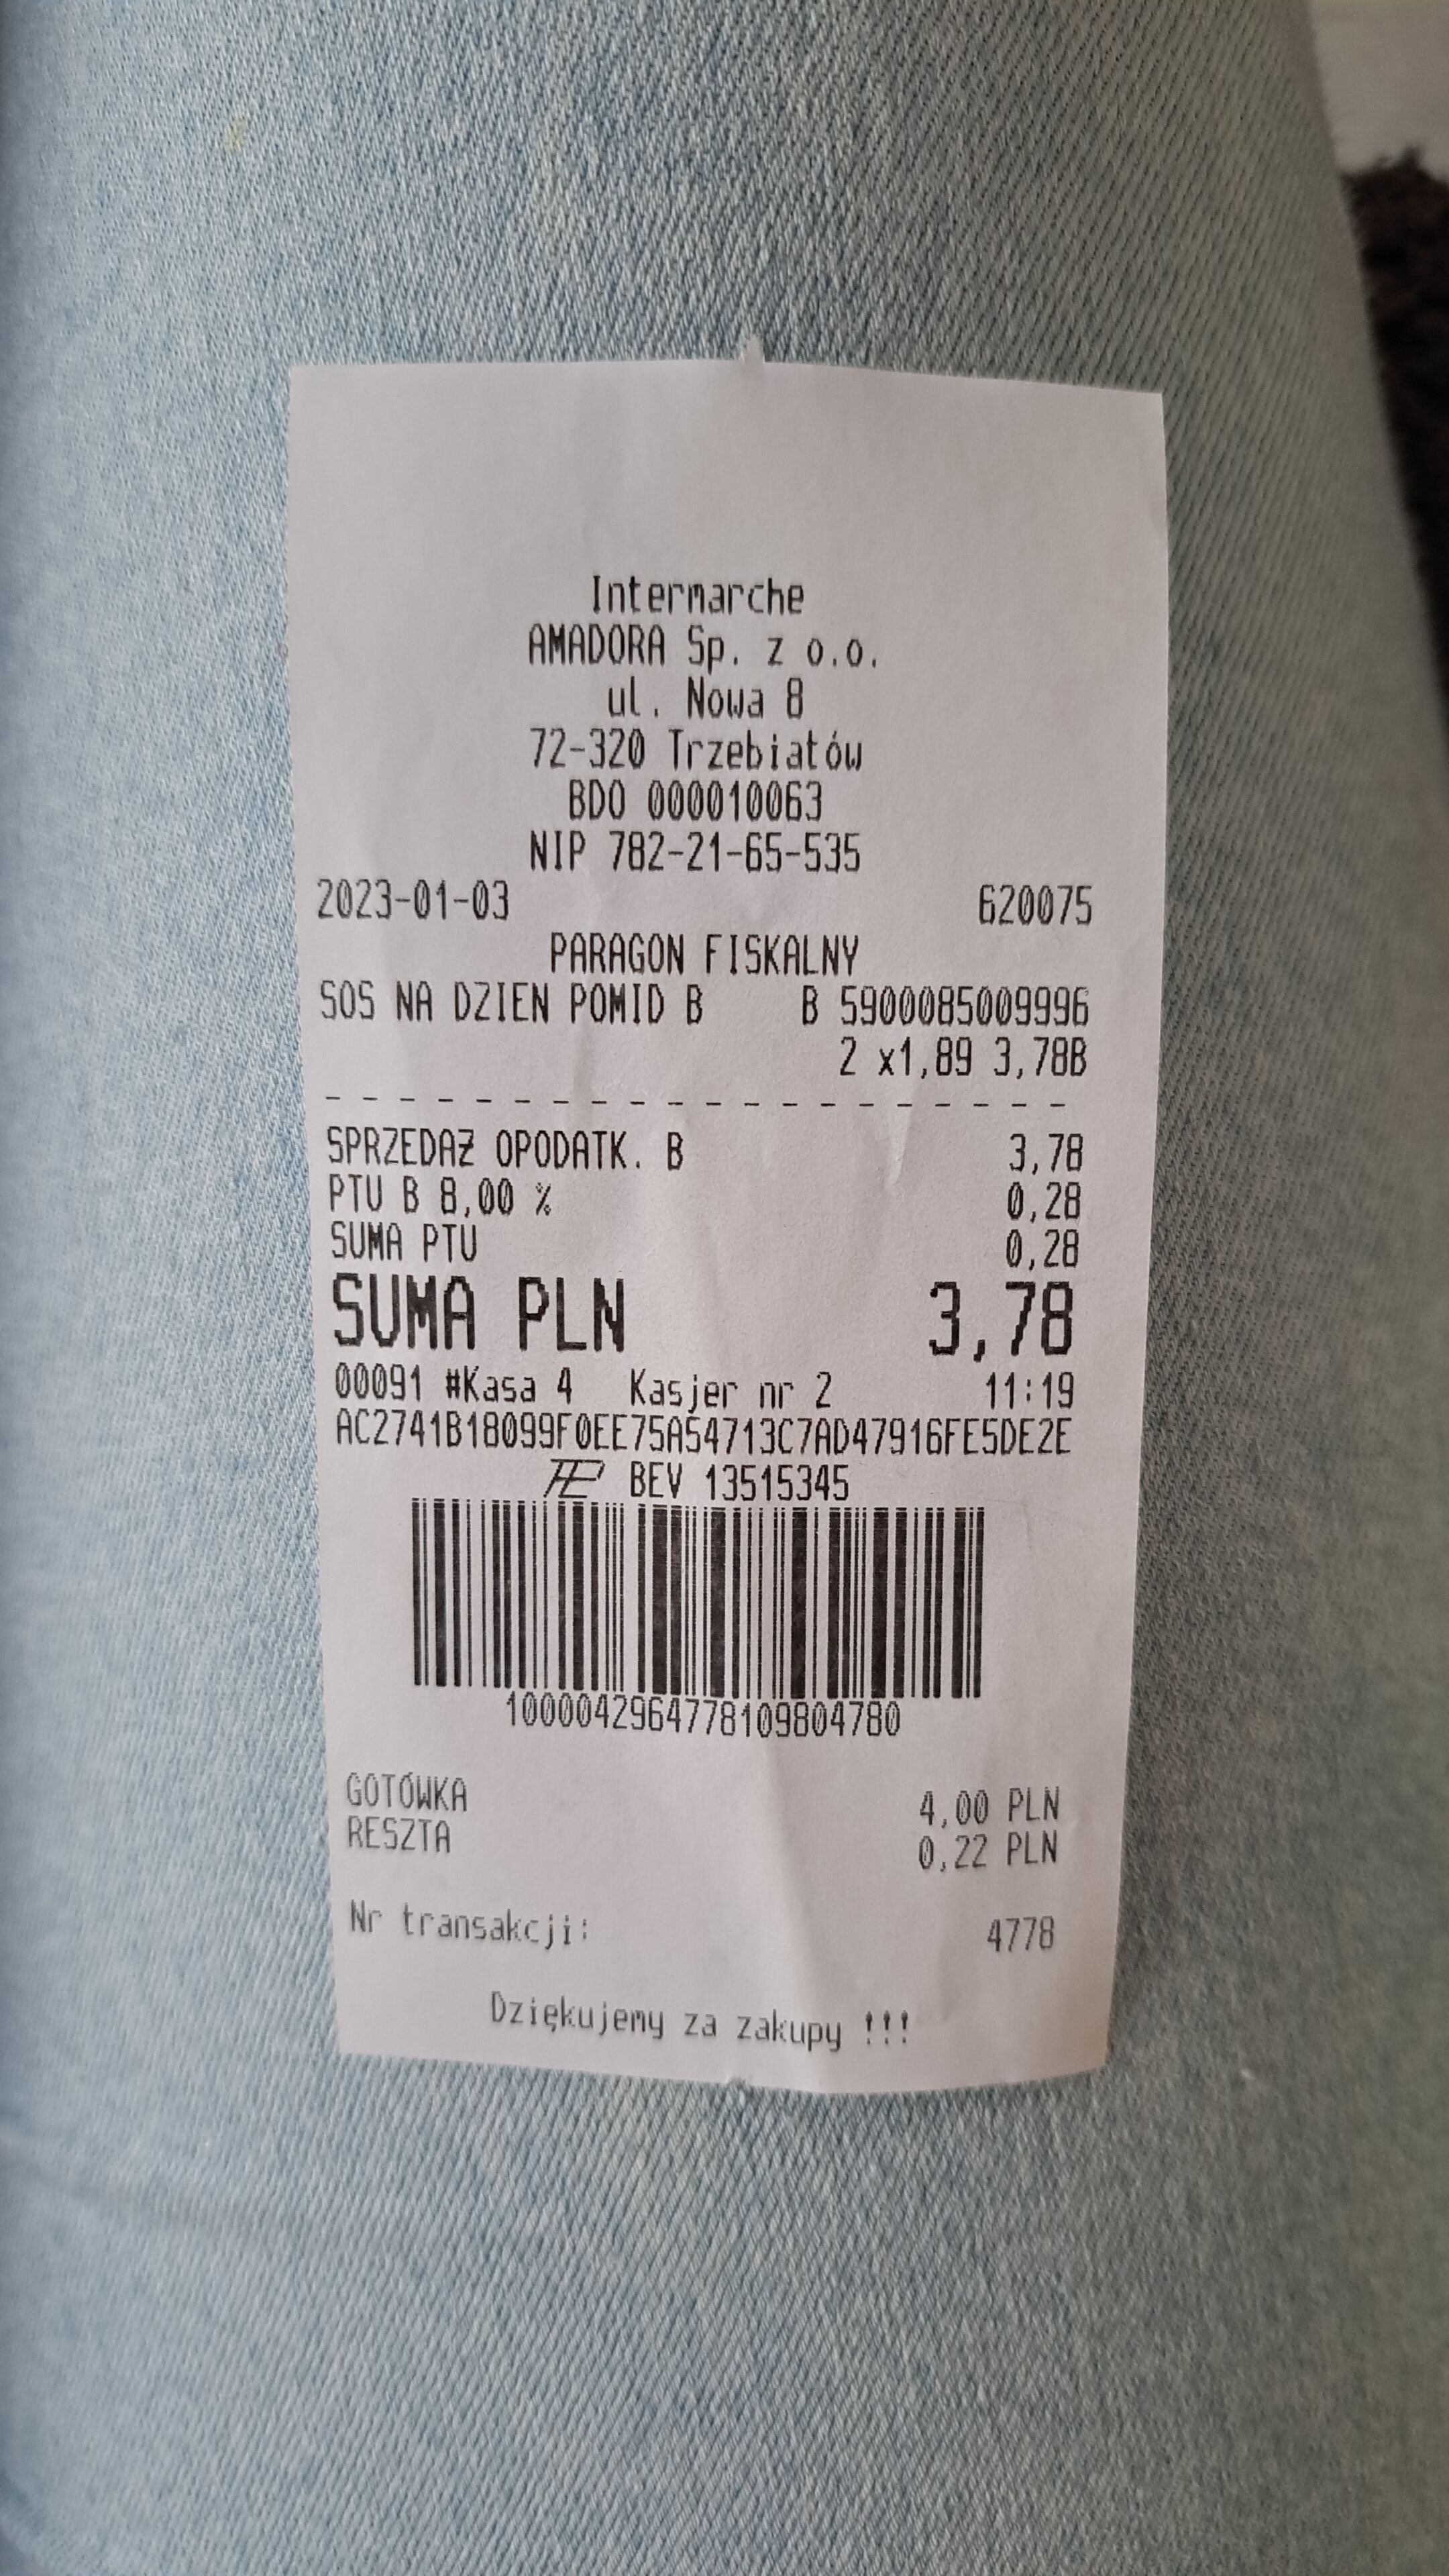 Intermarche
AMADORA Sp. z o.o.
ul. Nowa 8
72-320 Trzebiatów
BDO 000010063
NIP 782-21-65-535
2023-01-03 620075
PARAGON FISKALNY
SOS NA DZIEN POMID B B 5900085009996
2 x1,89 3,78B
- - - - - - - - - - - - - - - - - - - -
SPRZEDAŻ OPODATK. B 3,78
PTU B 8,00 % 0,28
SUMA PTU 0,28
SUMA PLN 3,78
00091 #Kasa 4 Kasjer nr 2 11:19
AC2741B18099F0EE75A54713C7AD47916FE5DE2E
BEV 13515345
1000042964778109804780
GOTÓWKA 4,00 PLN
RESZTA 0,22 PLN
Nr transakcji: 4778
Dziękujemy za zakupy !!!